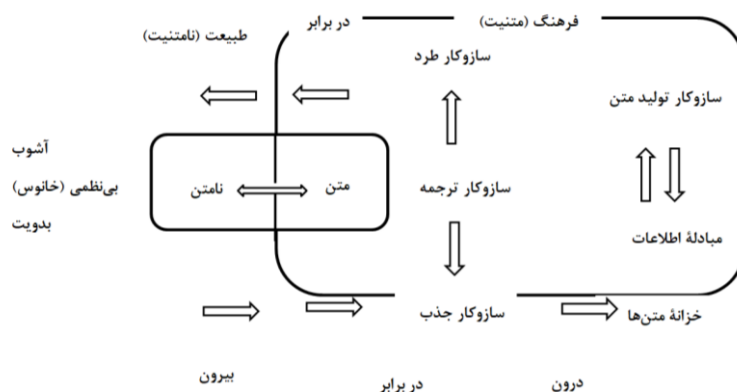 فرهنگ (متنیت)
در برابر
طبیعت (نامتنیت)
سازوکار طرد
سازوکار تولید متن
آشوب
بی‌نظمی (خائوس)
بدویت
متن
نامتن
سازوکار ترجمه
مبادلهٔ اطلاعات
سازوکار جذب
خزانهٔ متن‌ها
درون
در برابر
بیرون